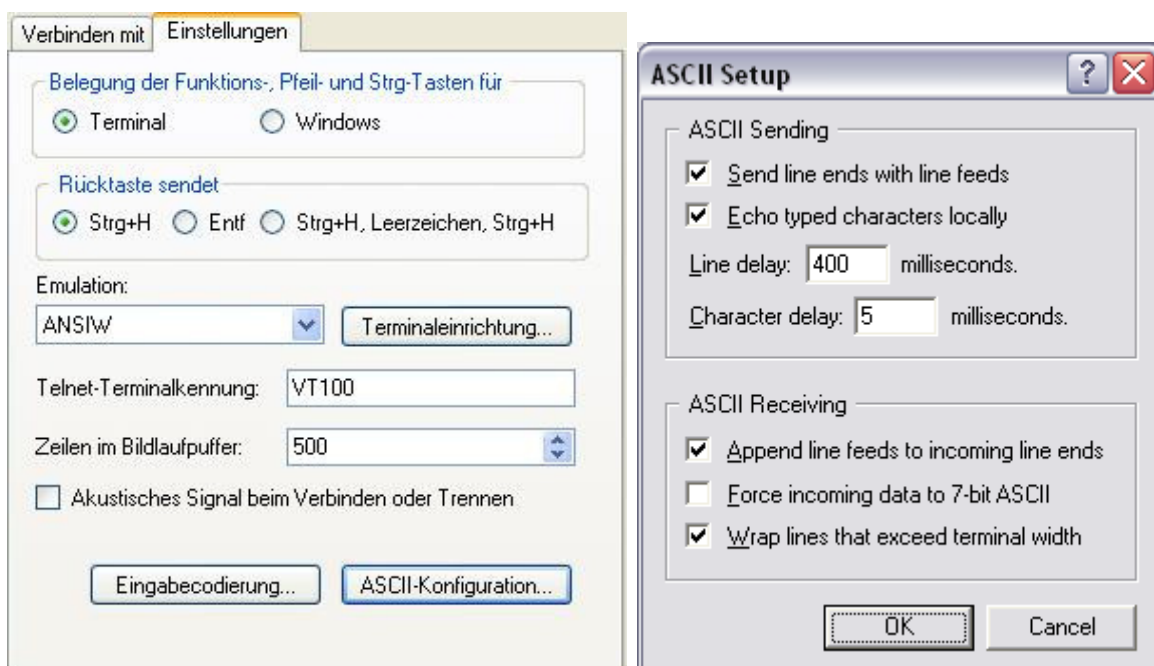 Verbinden mit Einstellungen
Belegung der Funktions-, Pfeil- und Strg-Tasten für
Terminal Windows
Rücktaste sendet
Strg+H Entf Strg+H, Leerzeichen, Strg+H
Emulation:
ANSIW Terminaleinrichtung...
Telnet-Terminalkennung: VT100
Zeilen im Bildlaufpuffer: 500
Akustisches Signal beim Verbinden oder Trennen
Eingabecodierung... ASCII-Konfiguration...
ASCII Setup
ASCII Sending
Send line ends with line feeds
Echo typed characters locally
Line delay: 400 milliseconds.
Character delay: 5 milliseconds.
ASCII Receiving
Append line feeds to incoming line ends
Force incoming data to 7-bit ASCII
Wrap lines that exceed terminal width
OK Cancel